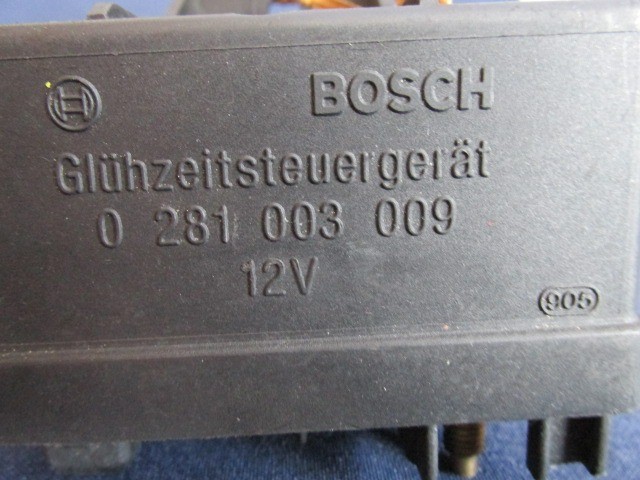 BOSCH
Glühzeitsteuergerät
0 281 003 009
12V
905